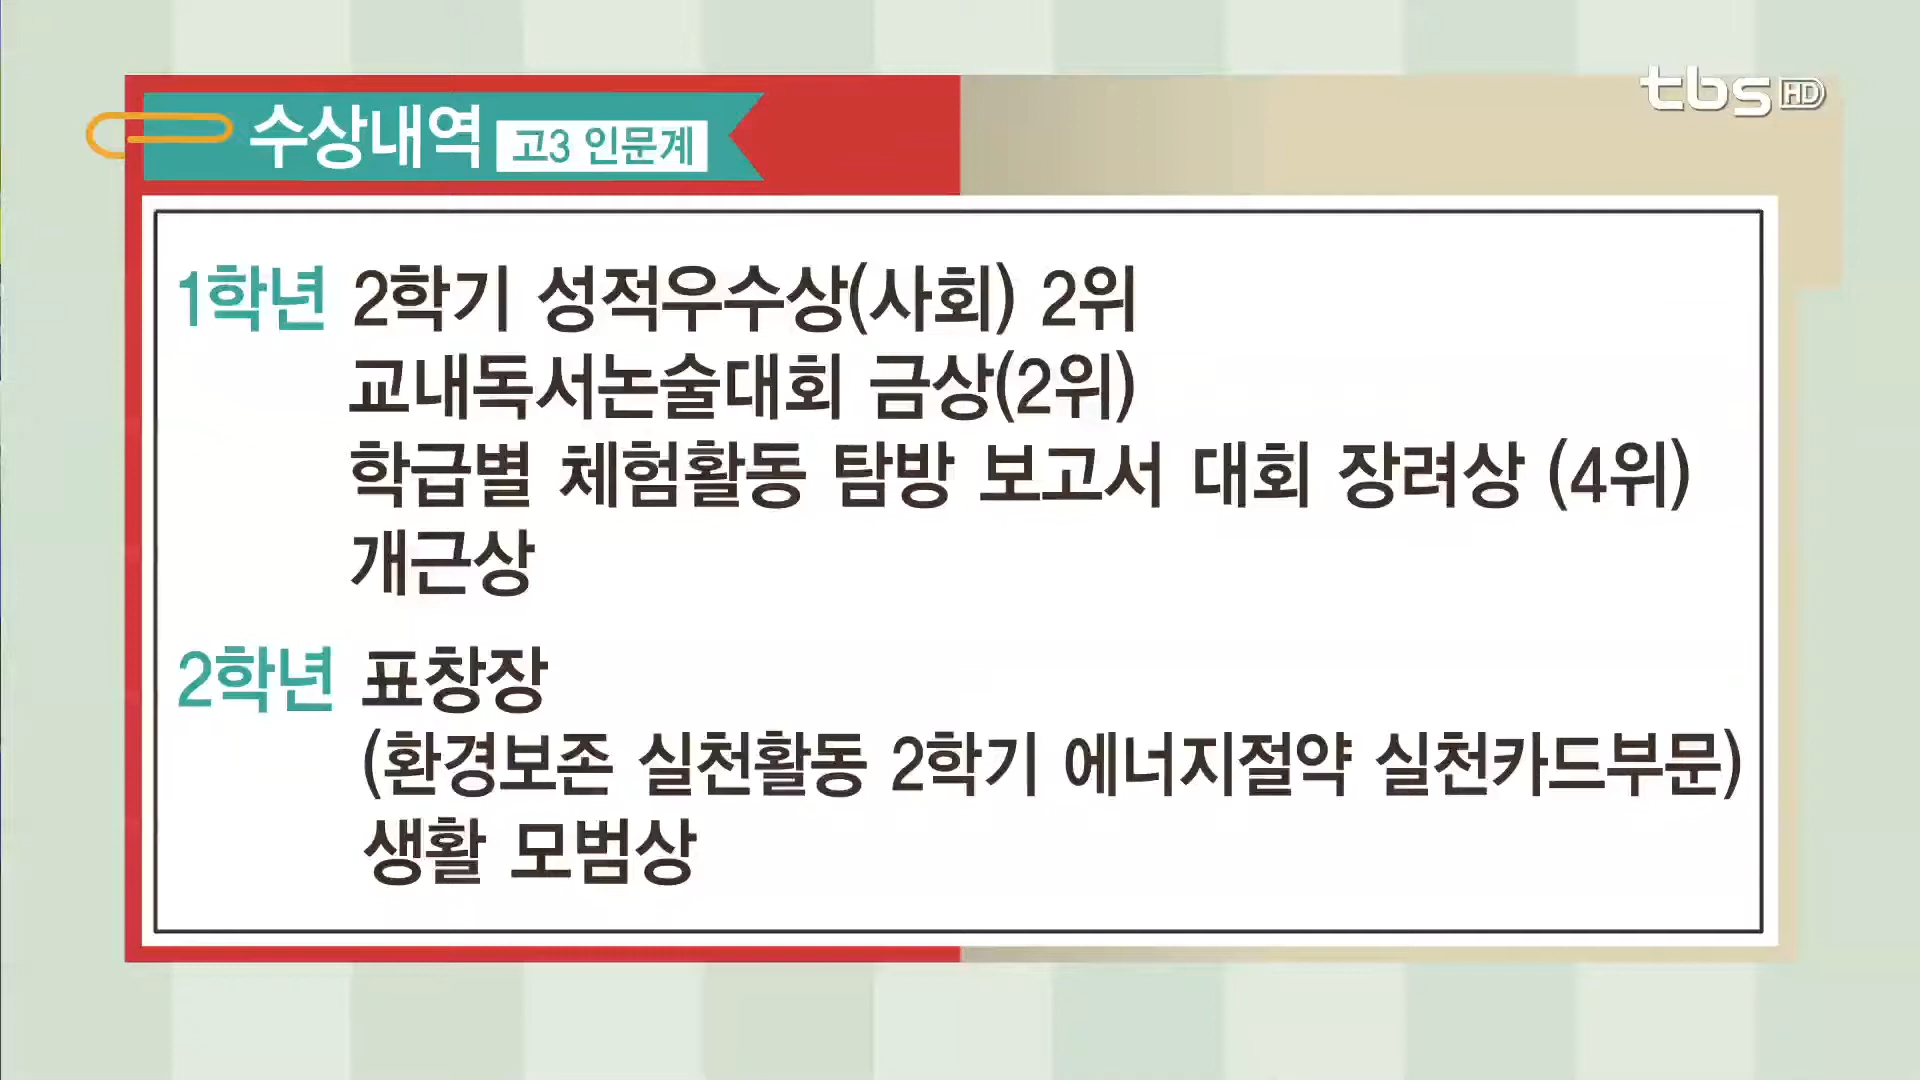 tbs HD
수상내역 고3 인문계
1학년 2학기 성적우수상(사회) 2위
교내독서논술대회 금상(2위)
학급별 체험활동 탐방 보고서 대회 장려상 (4위)
개근상
2학년 표창장
(환경보존 실천활동 2학기 에너지절약 실천카드부문)
생활 모범상